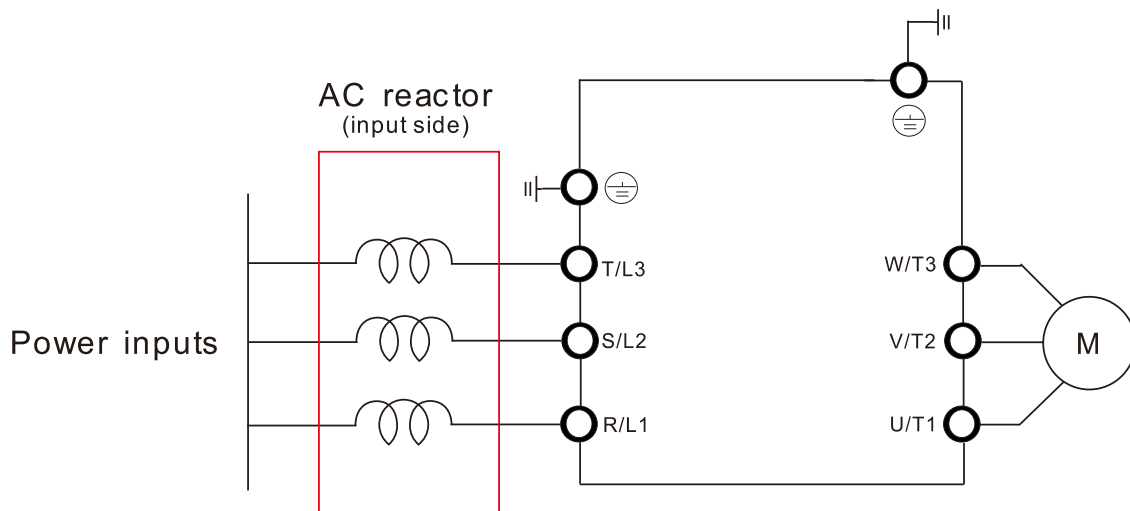 AC reactor
(input side)
T/L3
W/T3
Power inputs
S/L2
V/T2
M
R/L1
U/T1